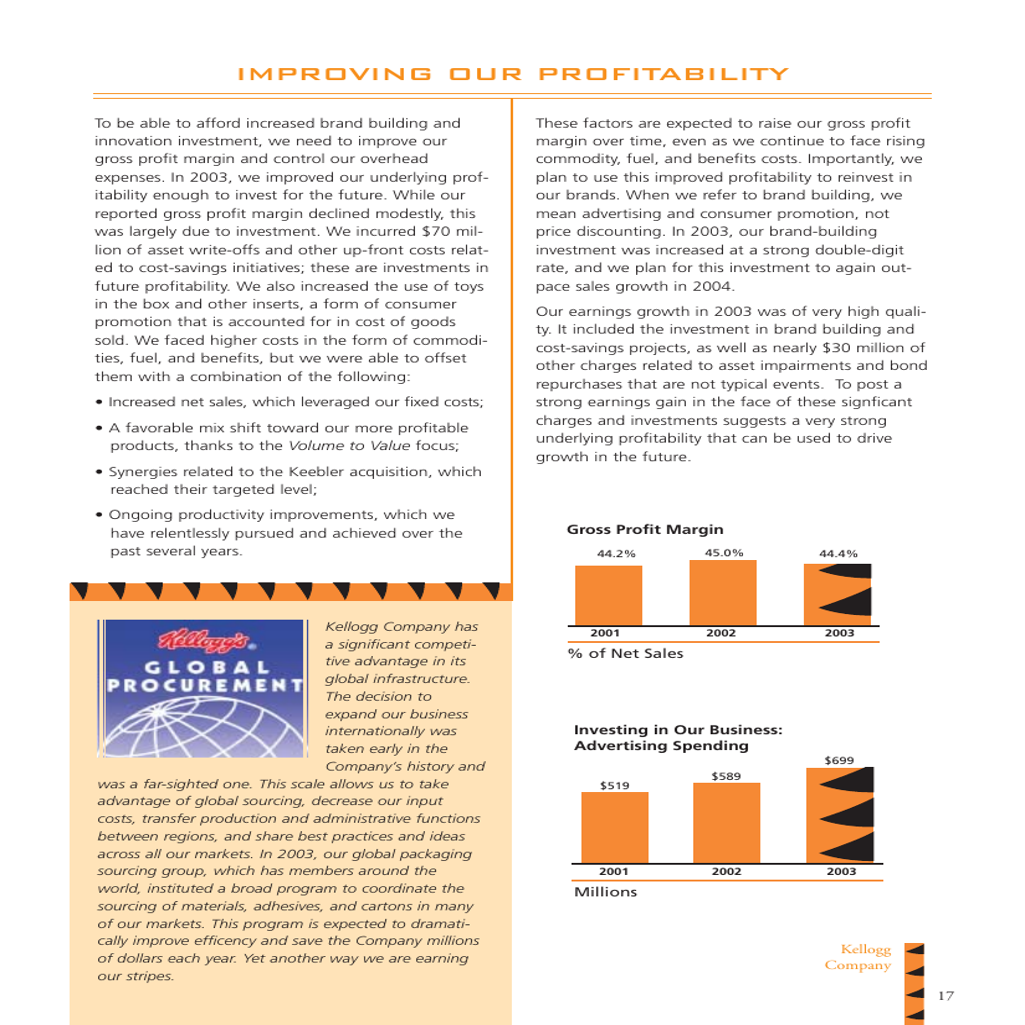 IMPROVING OUR PROFITABILITY
To be able to afford increased brand building and
innovation investment, we need to improve our
gross profit margin and control our overhead
expenses. In 2003, we improved our underlying prof-
itability enough to invest for the future. While our
reported gross profit margin declined modestly, this
was largely due to investment. We incurred $70 mil-
lion of asset write-offs and other up-front costs relat-
ed to cost-savings initiatives; these are investments in
future profitability. We also increased the use of toys
in the box and other inserts, a form of consumer
promotion that is accounted for in cost of goods
sold. We faced higher costs in the form of commodi-
ties, fuel, and benefits, but we were able to offset
them with a combination of the following:
• Increased net sales, which leveraged our fixed costs;
• A favorable mix shift toward our more profitable
products, thanks to the Volume to Value focus;
• Synergies related to the Keebler acquisition, which
reached their targeted level;
• Ongoing productivity improvements, which we
have relentlessly pursued and achieved over the
past several years.
Kellogg's
GLOBAL
PROCUREMENT
Kellogg Company has
a significant competi-
tive advantage in its
global infrastructure.
The decision to
expand our business
internationally was
taken early in the
Company's history and
was a far-sighted one. This scale allows us to take
advantage of global sourcing, decrease our input
costs, transfer production and administrative functions
between regions, and share best practices and ideas
across all our markets. In 2003, our global packaging
sourcing group, which has members around the
world, instituted a broad program to coordinate the
sourcing of materials, adhesives, and cartons in many
of our markets. This program is expected to dramati-
cally improve efficency and save the Company millions
of dollars each year. Yet another way we are earning
our stripes.
These factors are expected to raise our gross profit
margin over time, even as we continue to face rising
commodity, fuel, and benefits costs. Importantly, we
plan to use this improved profitability to reinvest in
our brands. When we refer to brand building, we
mean advertising and consumer promotion, not
price discounting. In 2003, our brand-building
investment was increased at a strong double-digit
rate, and we plan for this investment to again out-
pace sales growth in 2004.
Our earnings growth in 2003 was of very high quali-
ty. It included the investment in brand building and
cost-savings projects, as well as nearly $30 million of
other charges related to asset impairments and bond
repurchases that are not typical events. To post a
strong earnings gain in the face of these signficant
charges and investments suggests a very strong
underlying profitability that can be used to drive
growth in the future.
Gross Profit Margin
44.2% 45.0% 44.4%
2001 2002 2003
% of Net Sales
Investing in Our Business:
Advertising Spending
$519 $589 $699
2001 2002 2003
Millions
Kellogg
Company
17